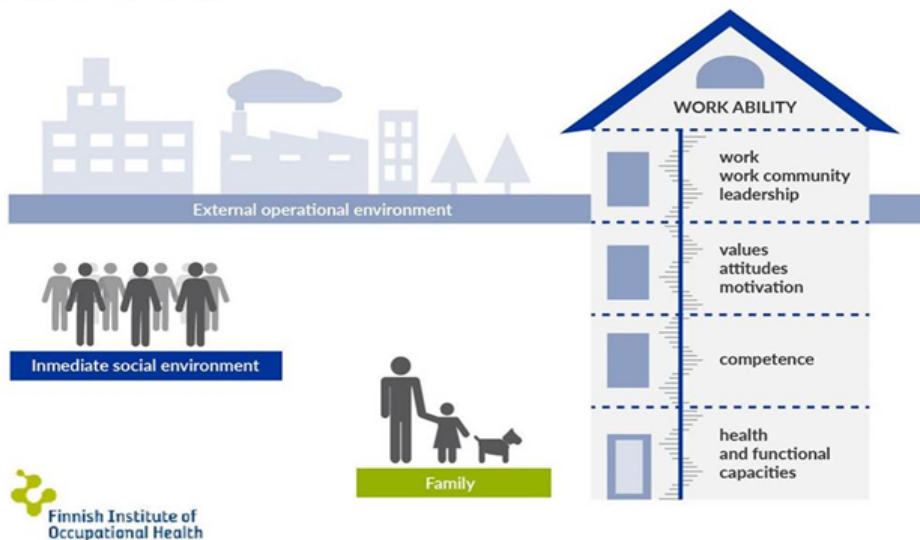 WORK ABILITY
work
work community
leadership
External operational environment
values
attitudes
motivation
Inmediate social environment
competence
health
and functional
capacities
Family
Finnish Institute of
Occupational Health